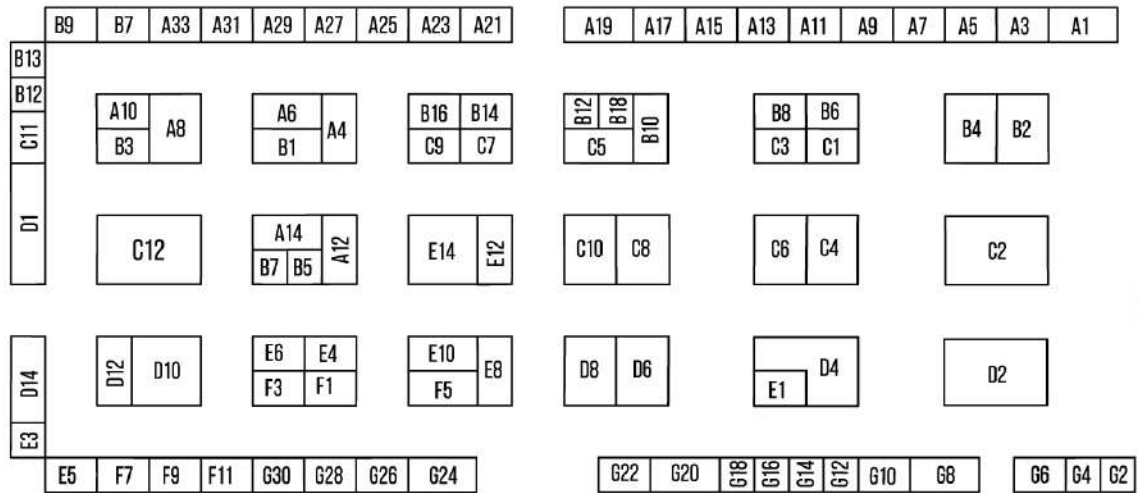 B9 B7 A33 A31 A29 A27 A25 A23 A21 A19 A17 A15 A13 A11 A9 A7 A5 A3 A1
B13
B12
C11
D1
D14
E3
A10 A8 A6 A4 B16 B14 B12 B18 B10 B8 B6 B4 B2
B3 B1 C9 C7 C5 C3 C1
C12 A14 A12 E14 E12 C10 C8 C6 C4 C2
B7 B5
D12 D10 E6 E4 E10 E8 D8 D6 D4 D2
F3 F1 F5 E1
E5 F7 F9 F11 G30 G28 G26 G24 G22 G20 G18 G16 G14 G12 G10 G8 G6 G4 G2